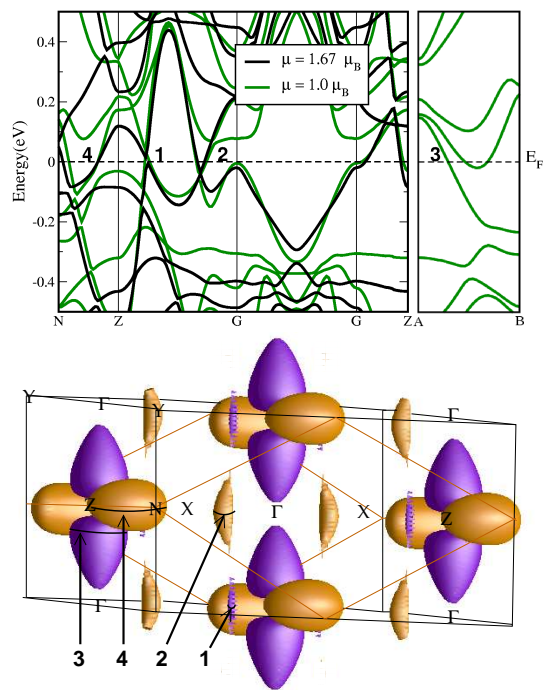 0.4
μ = 1.67 μB
μ = 1.0 μB
0.2
Energy(eV)
4 1 2 3
0 EF
-0.2
-0.4
N Z G G Z A B
Y Γ Y Γ
Z N X Γ X Z
Γ Γ
3 4 2 1